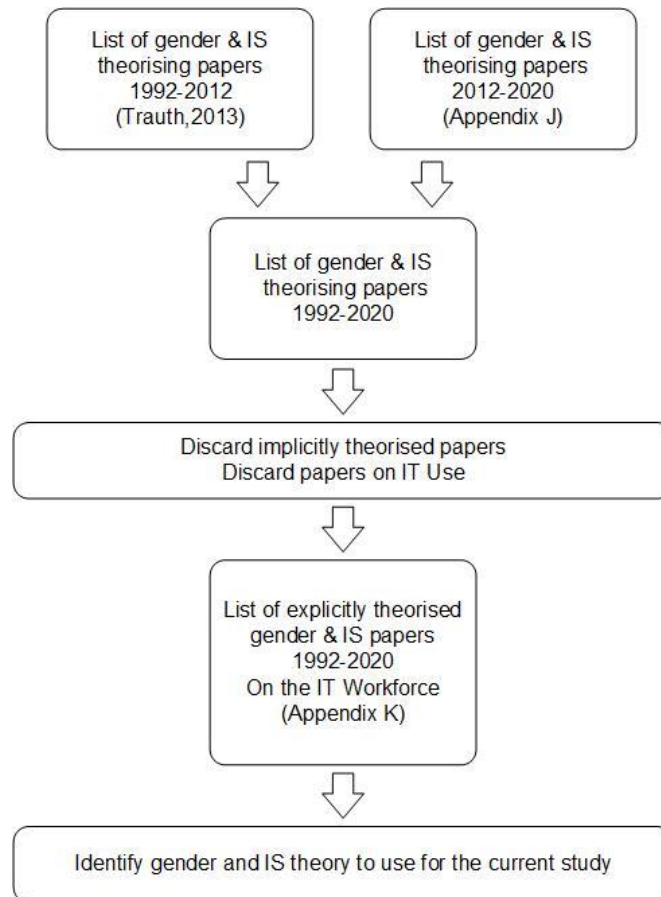 List of gender & IS
theorising papers
1992-2012
(Trauth,2013)
List of gender & IS
theorising papers
2012-2020
(Appendix J)
List of gender & IS
theorising papers
1992-2020
Discard implicitly theorised papers
Discard papers on IT Use
List of explicitly theorised
gender & IS papers
1992-2020
On the IT Workforce
(Appendix K)
Identify gender and IS theory to use for the current study